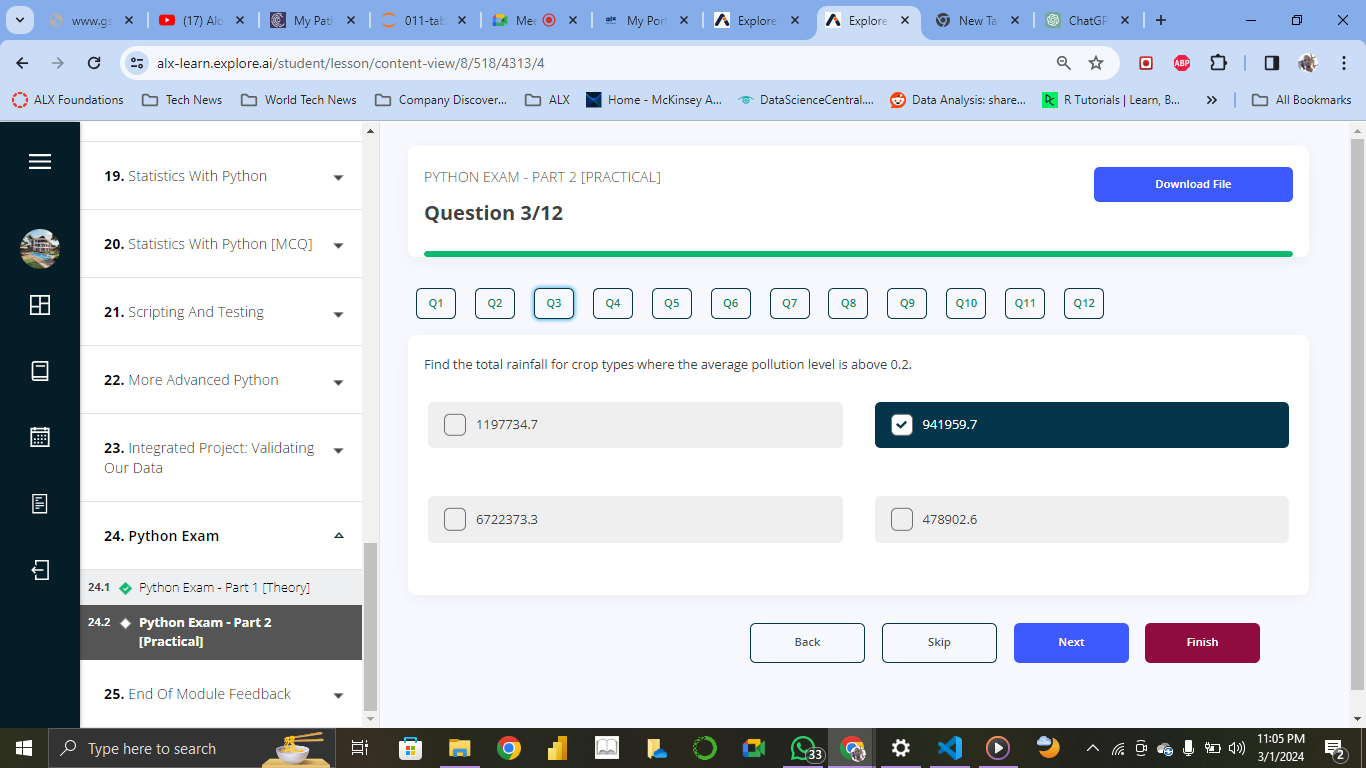 www.gs
(17) Alc
My Path
011-tab
Mee
My Port
Explore
Explore
New Ta
ChatGP
alx-learn.explore.ai/student/lesson/content-view/8/518/4313/4
ABP
ALX Foundations
Tech News
World Tech News
Company Discover...
ALX
Home - McKinsey A...
DataScienceCentral....
Data Analysis: share...
R Tutorials | Learn, B...
All Bookmarks
19. Statistics With Python
20. Statistics With Python [MCQ]
21. Scripting And Testing
22. More Advanced Python
23. Integrated Project: Validating
Our Data
24. Python Exam
24.1 Python Exam - Part 1 [Theory]
24.2 Python Exam - Part 2
[Practical]
25. End Of Module Feedback
PYTHON EXAM - PART 2 [PRACTICAL]
Question 3/12
Download File
Q1
Q2
Q3
Q4
Q5
Q6
Q7
Q8
Q9
Q10
Q11
Q12
Find the total rainfall for crop types where the average pollution level is above 0.2.
1197734.7
941959.7
6722373.3
478902.6
Back
Skip
Next
Finish
Type here to search
33
11:05 PM
3/1/2024
2